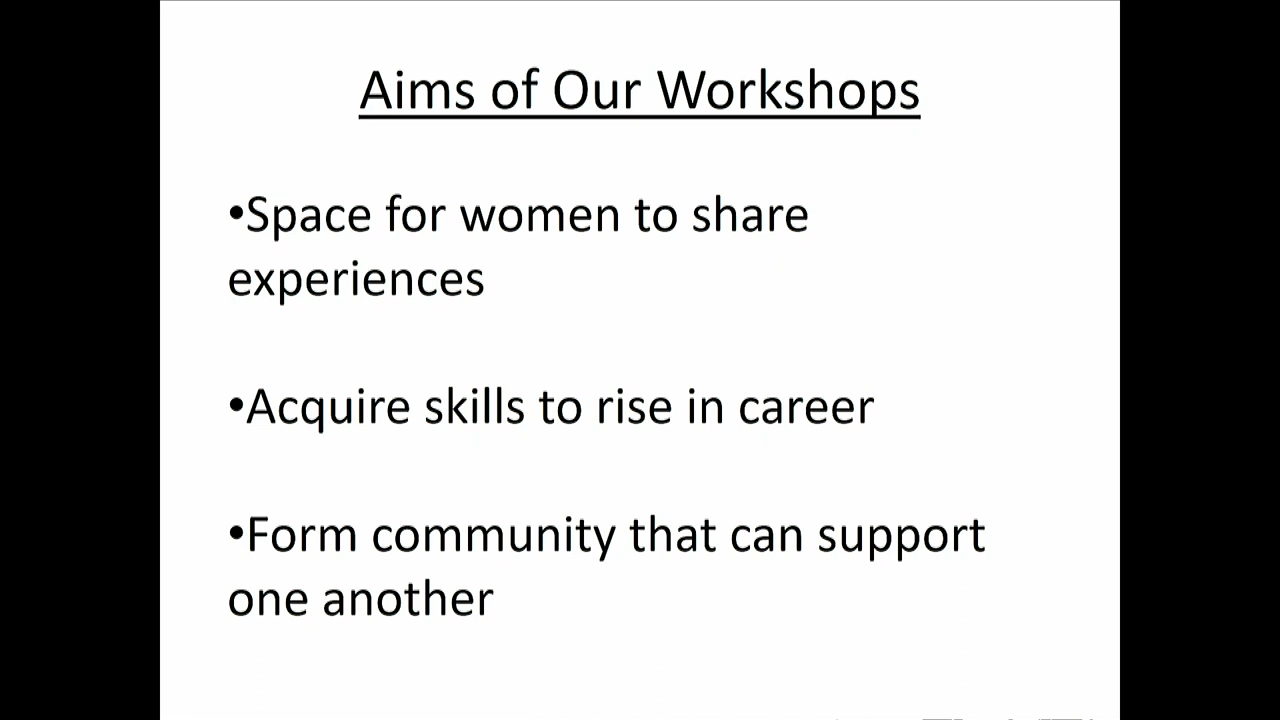 Aims of Our Workshops
•Space for women to share
experiences
•Acquire skills to rise in career
•Form community that can support
one another